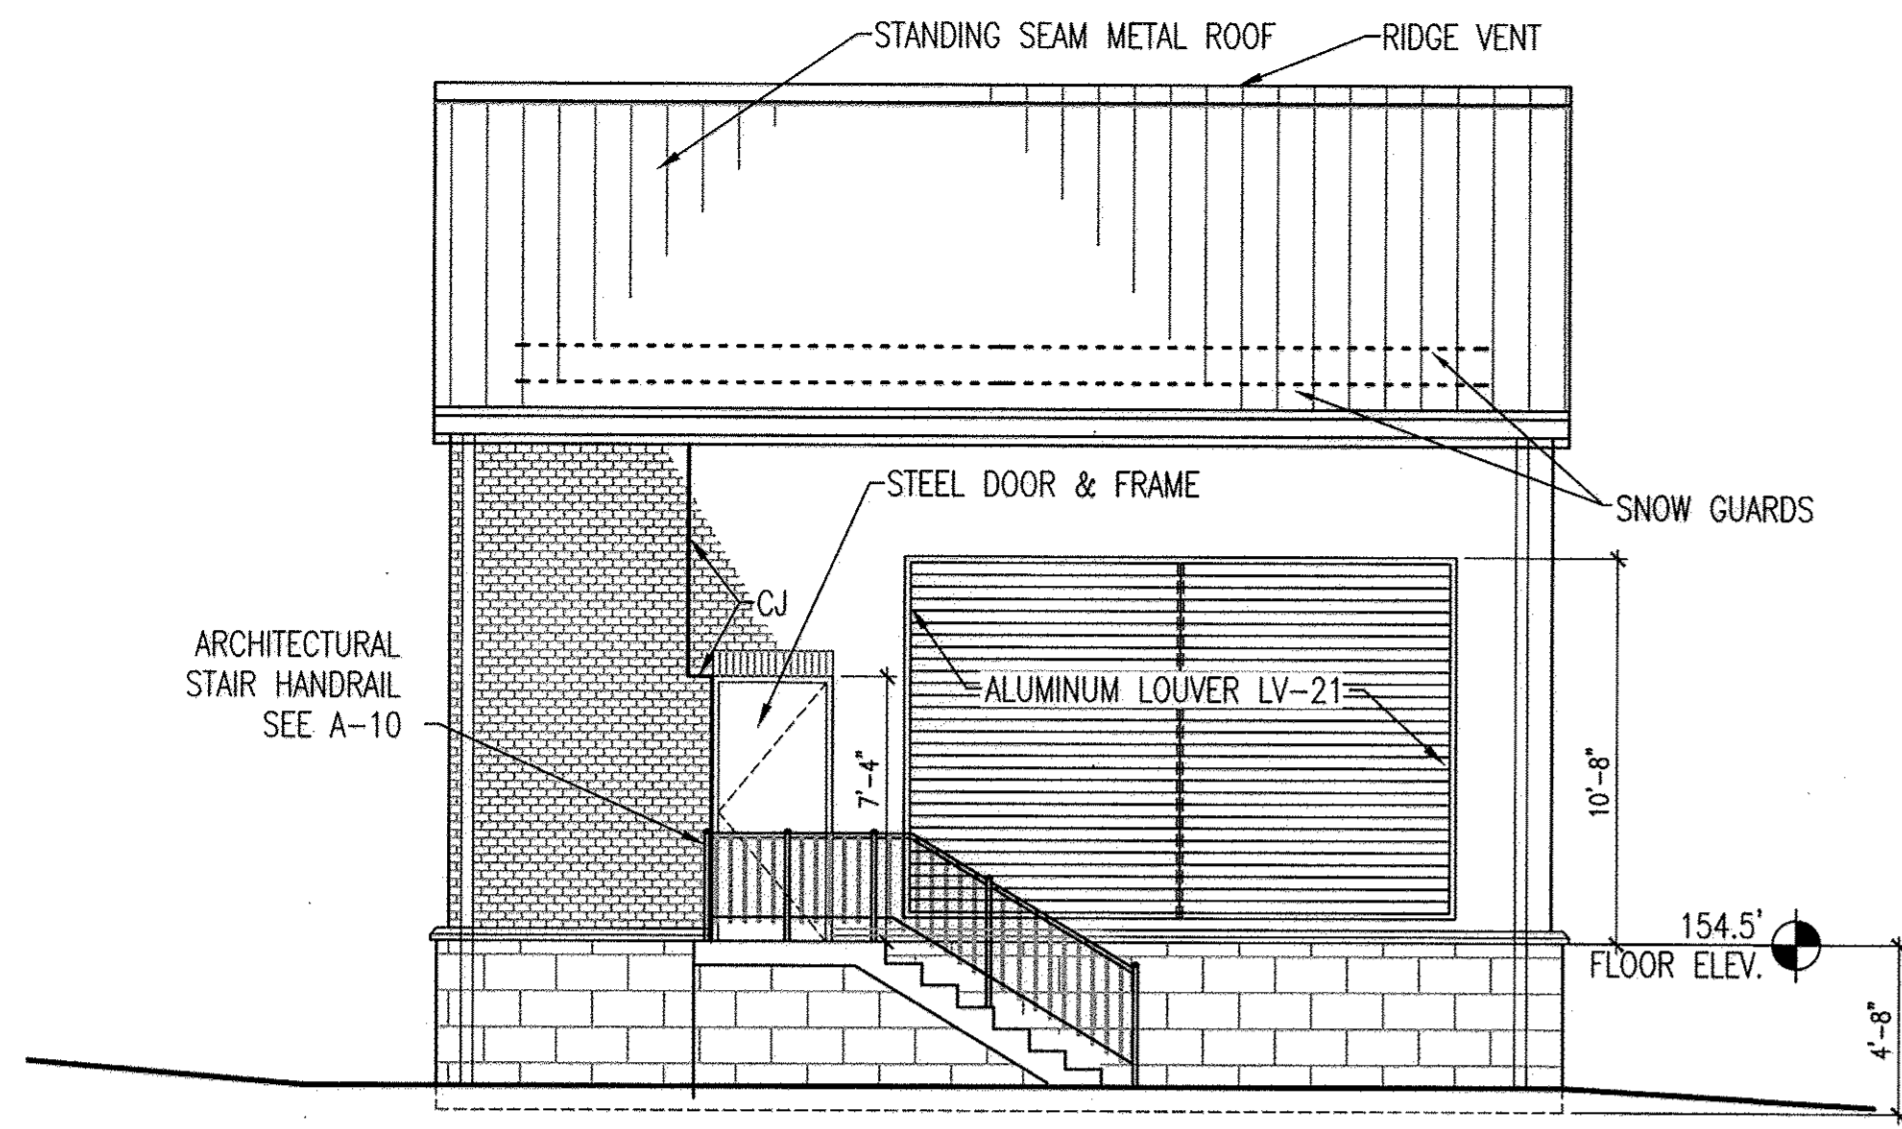 STANDING SEAM METAL ROOF
RIDGE VENT
STEEL DOOR & FRAME
SNOW GUARDS
CJ
ARCHITECTURAL
STAIR HANDRAIL
SEE A-10
ALUMINUM LOUVER LV-21
7'-4"
10'-8"
154.5'
FLOOR ELEV.
4'-8"